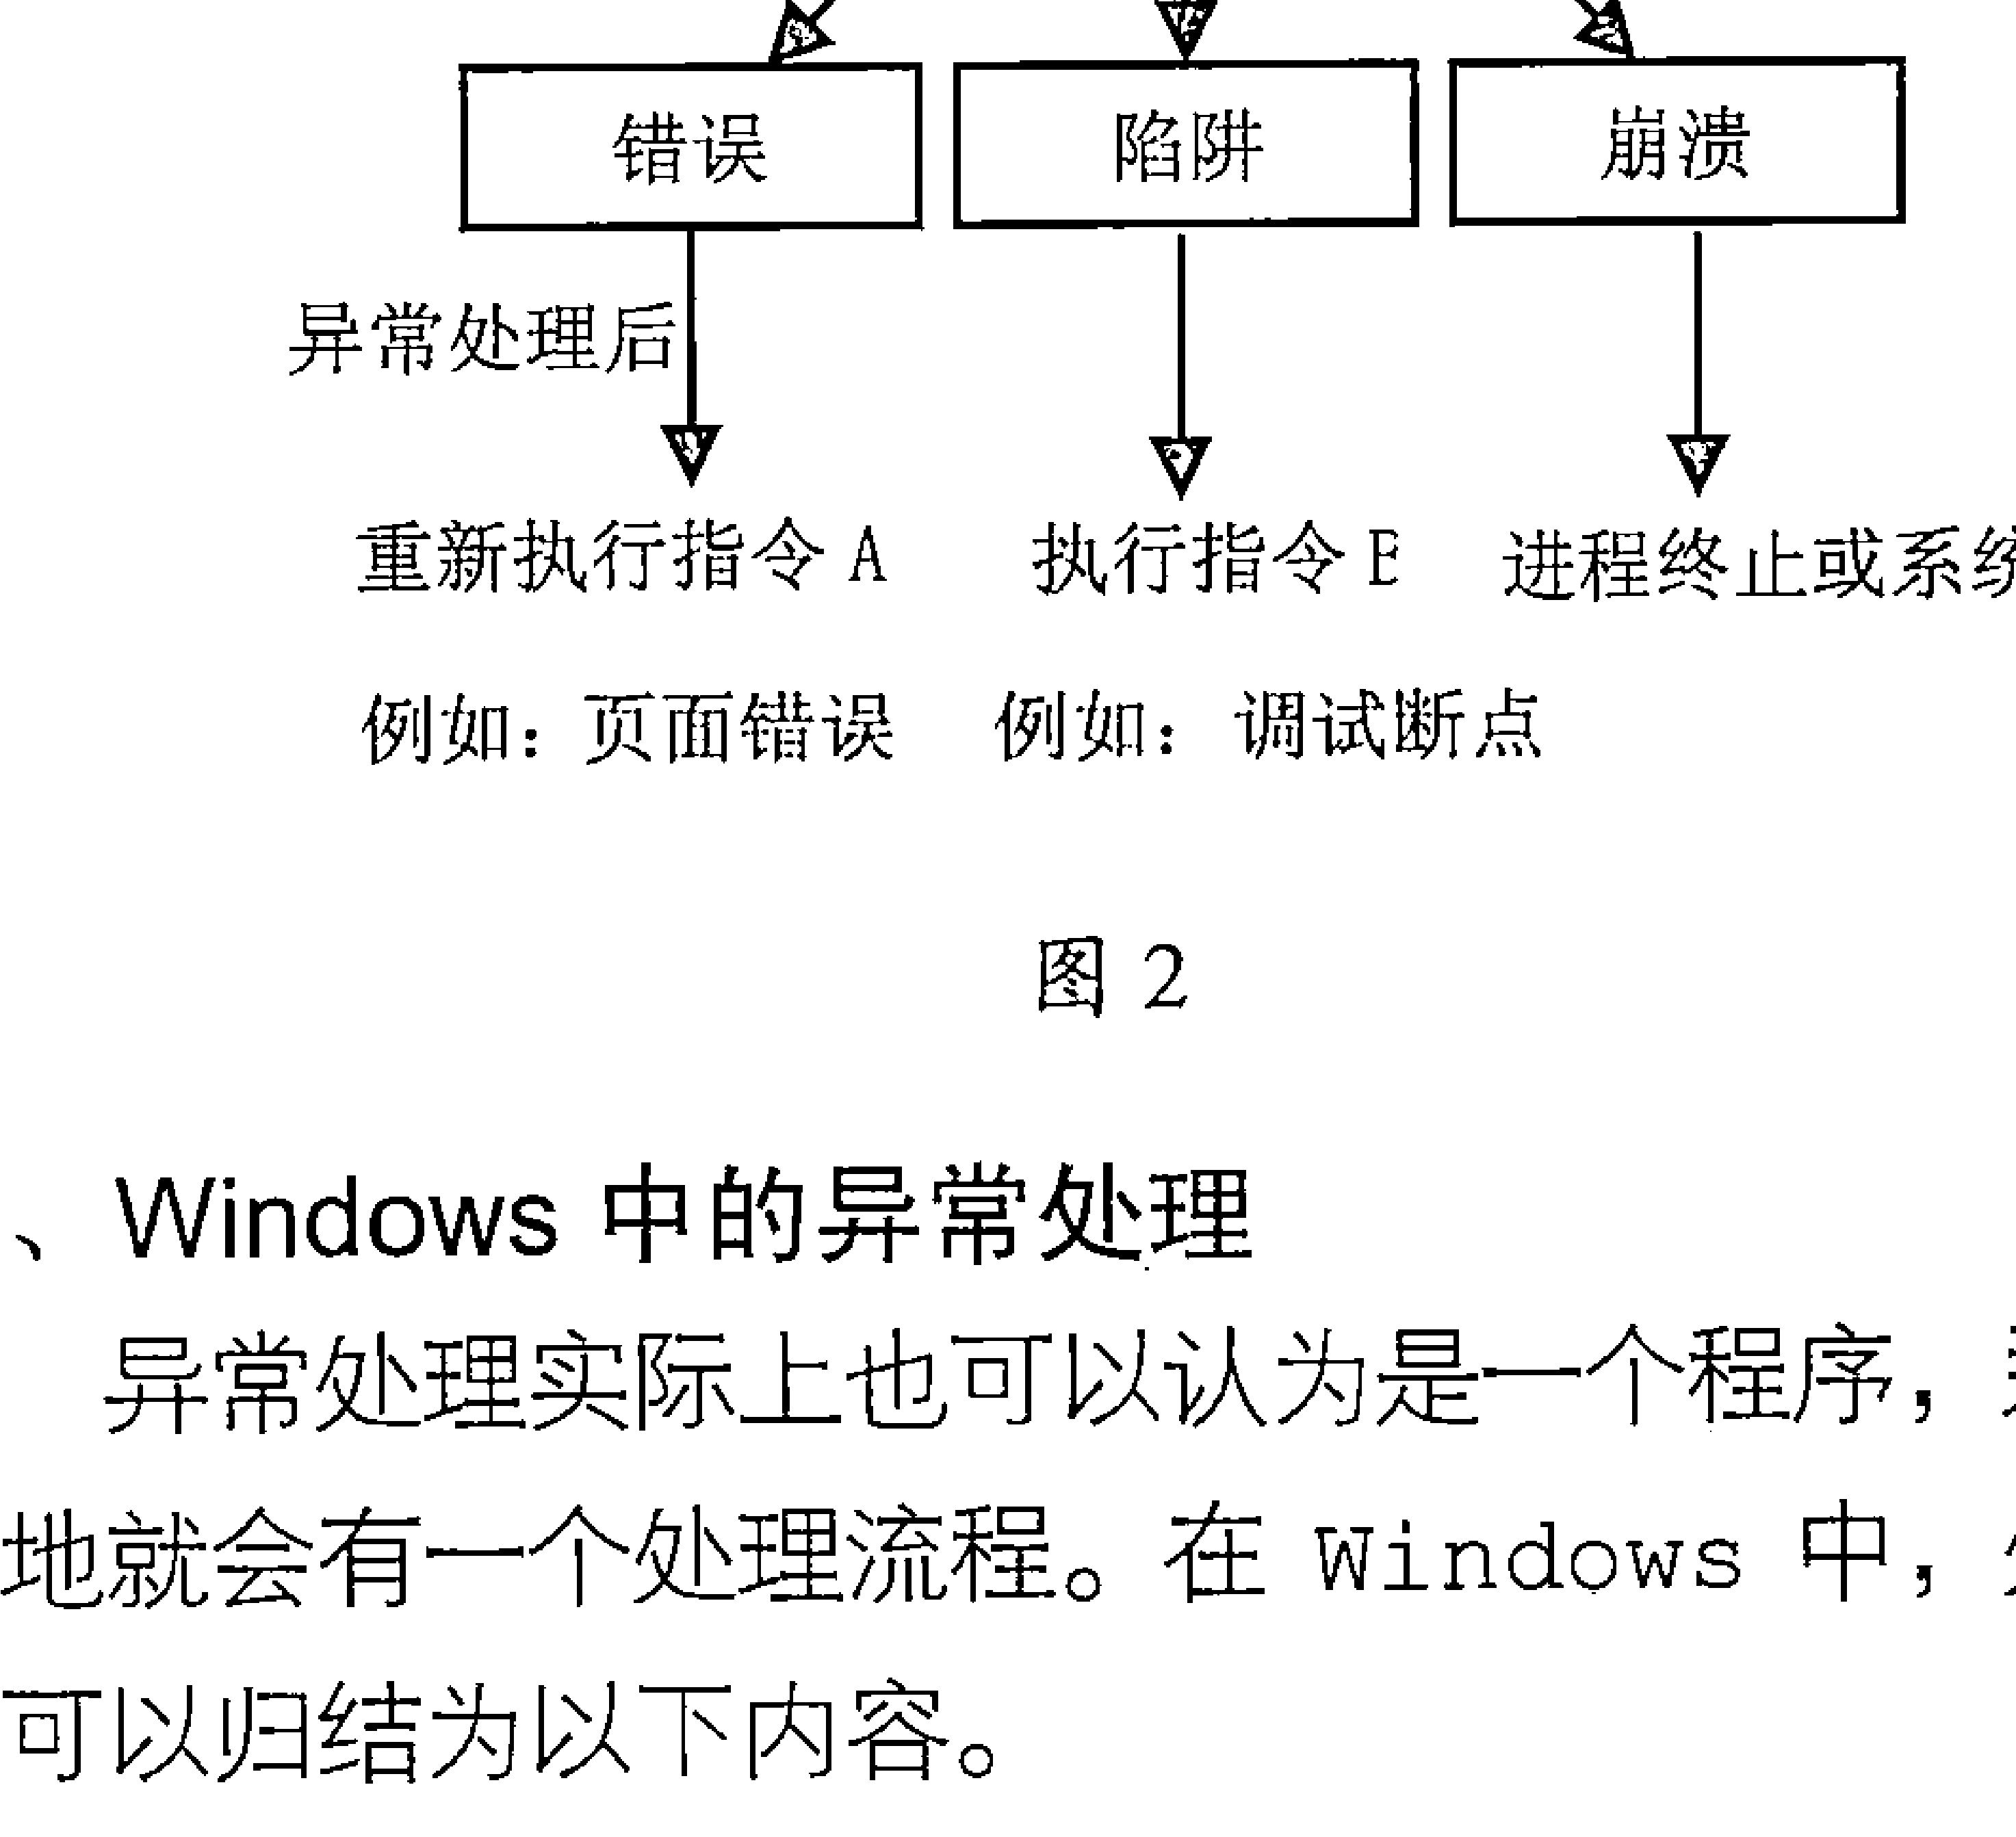 错误 陷阱 崩溃
异常处理后
重新执行指令 A 执行指令 B 进程终止或系统
例如：页面错误 例如：调试断点
图 2
、Windows 中的异常处理
异常处理实际上也可以认为是一个程序，
地就会有一个处理流程。在 Windows 中，
可以归结为以下内容。